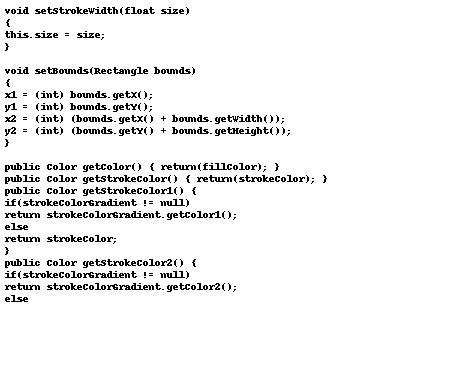 void setStrokeWidth(float size)
{
this.size = size;
}

void setBounds(Rectangle bounds)
{
x1 = (int) bounds.getX();
y1 = (int) bounds.getY();
x2 = (int) (bounds.getX() + bounds.getWidth());
y2 = (int) (bounds.getY() + bounds.getHeight());
}

public Color getColor() { return(fillColor); }
public Color getStrokeColor() { return(strokeColor); }
public Color getStrokeColor1() {
if(strokeColorGradient != null)
return strokeColorGradient.getColor1();
else
return strokeColor;
}
public Color getStrokeColor2() {
if(strokeColorGradient != null)
return strokeColorGradient.getColor2();
else